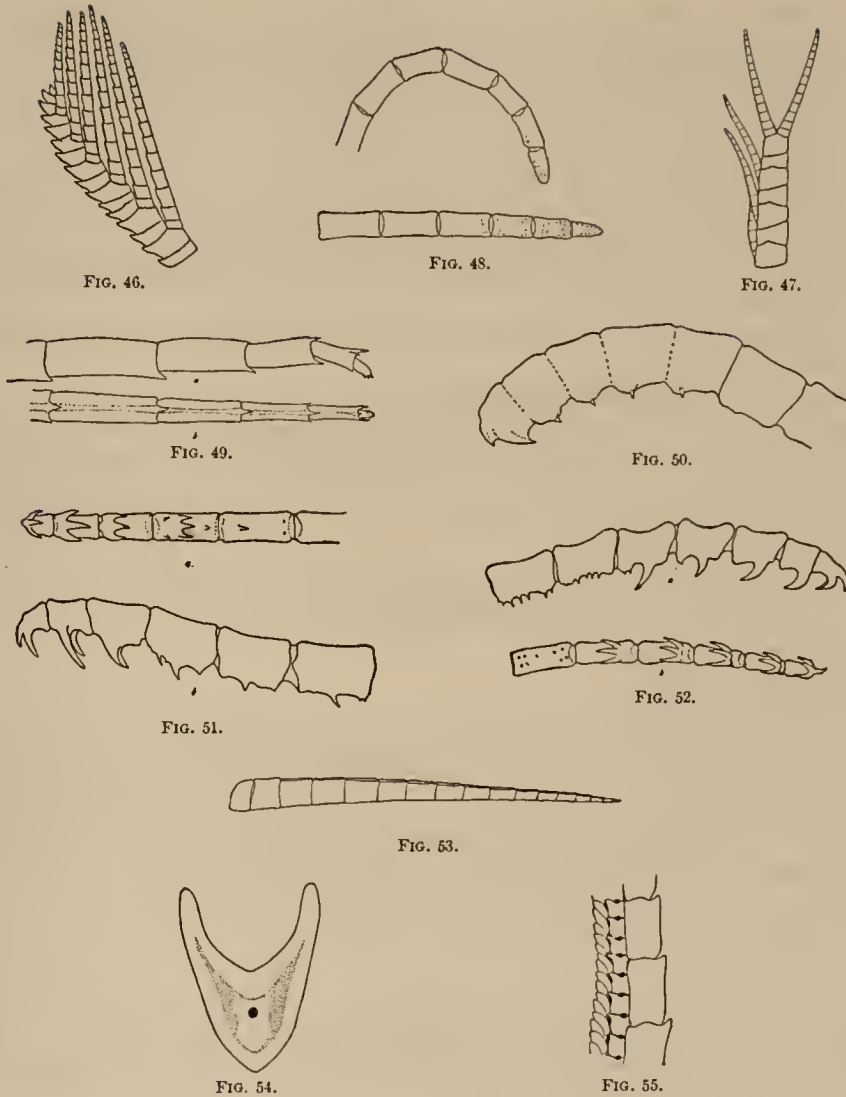 FIG. 46.
FIG. 48.
FIG. 47.
a
b
FIG. 49.
FIG. 50.
a.
b
FIG. 51.
a
b
FIG. 52.
FIG. 53.
FIG. 54.
FIG. 55.